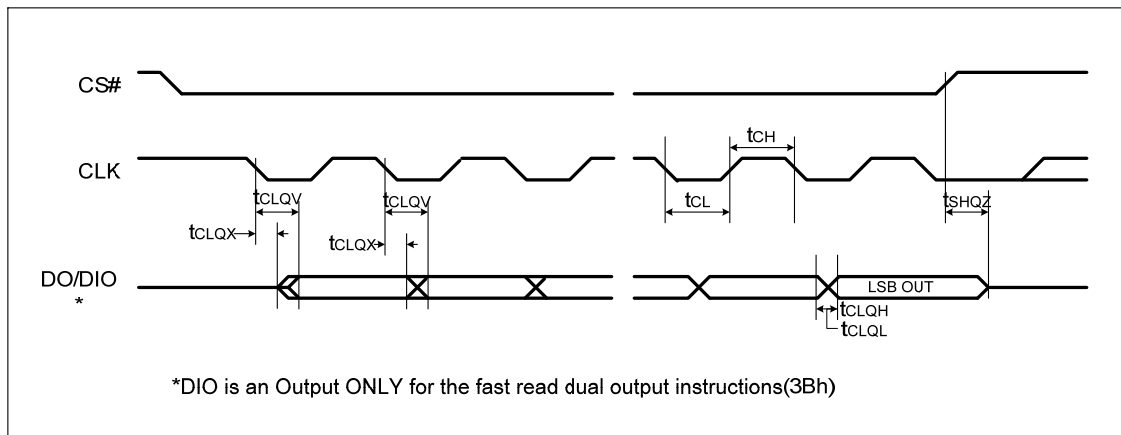 CS#
tCH
CLK
tCLQV
tCLQV
tCL
tSHQZ
tCLQX
tCLQX
DO/DIO
*
LSB OUT
tCLQH
tCLQL
*DIO is an Output ONLY for the fast read dual output instructions(3Bh)